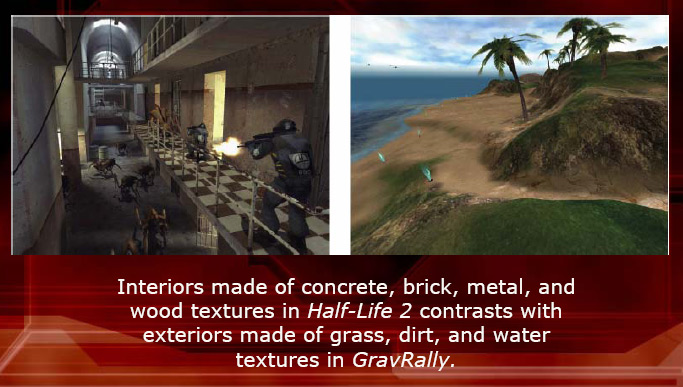 Interiors made of concrete, brick, metal, and
wood textures in Half-Life 2 contrasts with
exteriors made of grass, dirt, and water
textures in GravRally.